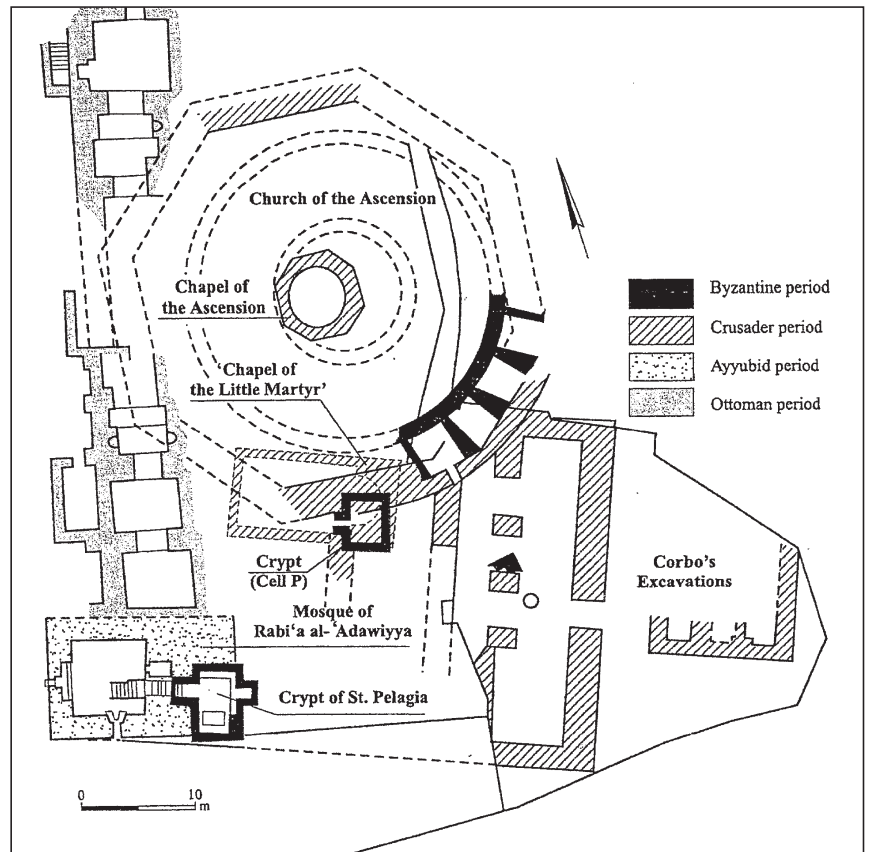 Church of the Ascension
Chapel of
the Ascension
‘Chapel of
the Little Martyr’
Crypt
(Cell P)
Mosque of
Rabi‘a al-‘Adawiyya
Crypt of St. Pelagia
Corbo's
Excavations
Byzantine period
Crusader period
Ayyubid period
Ottoman period
0 10
m